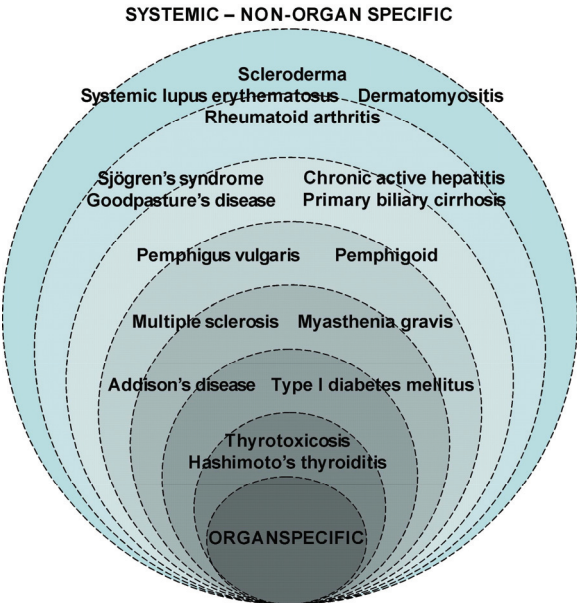 SYSTEMIC – NON-ORGAN SPECIFIC
Scleroderma
Systemic lupus erythematosus Dermatomyositis
Rheumatoid arthritis
Sjögren's syndrome Chronic active hepatitis
Goodpasture's disease Primary biliary cirrhosis
Pemphigus vulgaris Pemphigoid
Multiple sclerosis Myasthenia gravis
Addison's disease Type I diabetes mellitus
Thyrotoxicosis
Hashimoto's thyroiditis
ORGANSPECIFIC